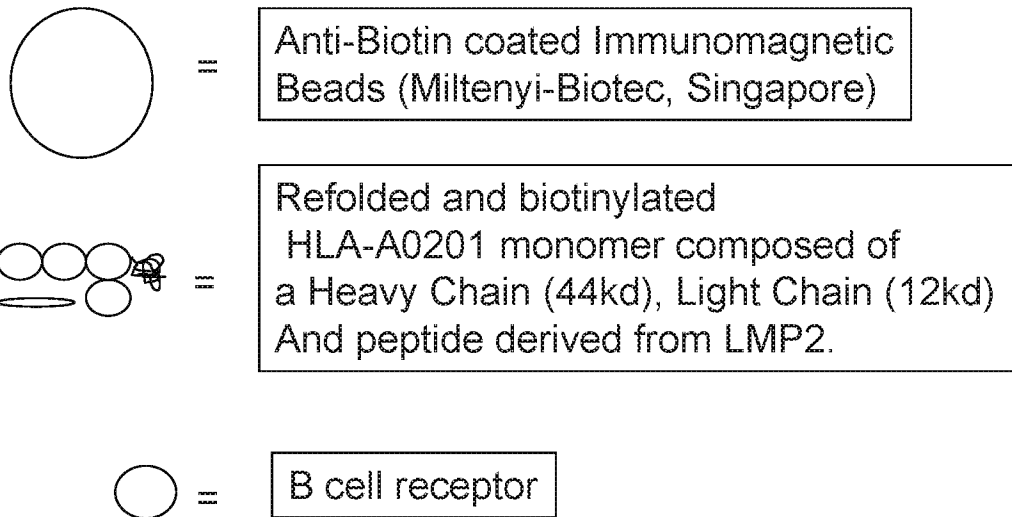 = Anti-Biotin coated Immunomagnetic
Beads (Miltenyi-Biotec, Singapore)
Refolded and biotinylated
HLA-A0201 monomer composed of
= a Heavy Chain (44kd), Light Chain (12kd)
And peptide derived from LMP2.
= B cell receptor